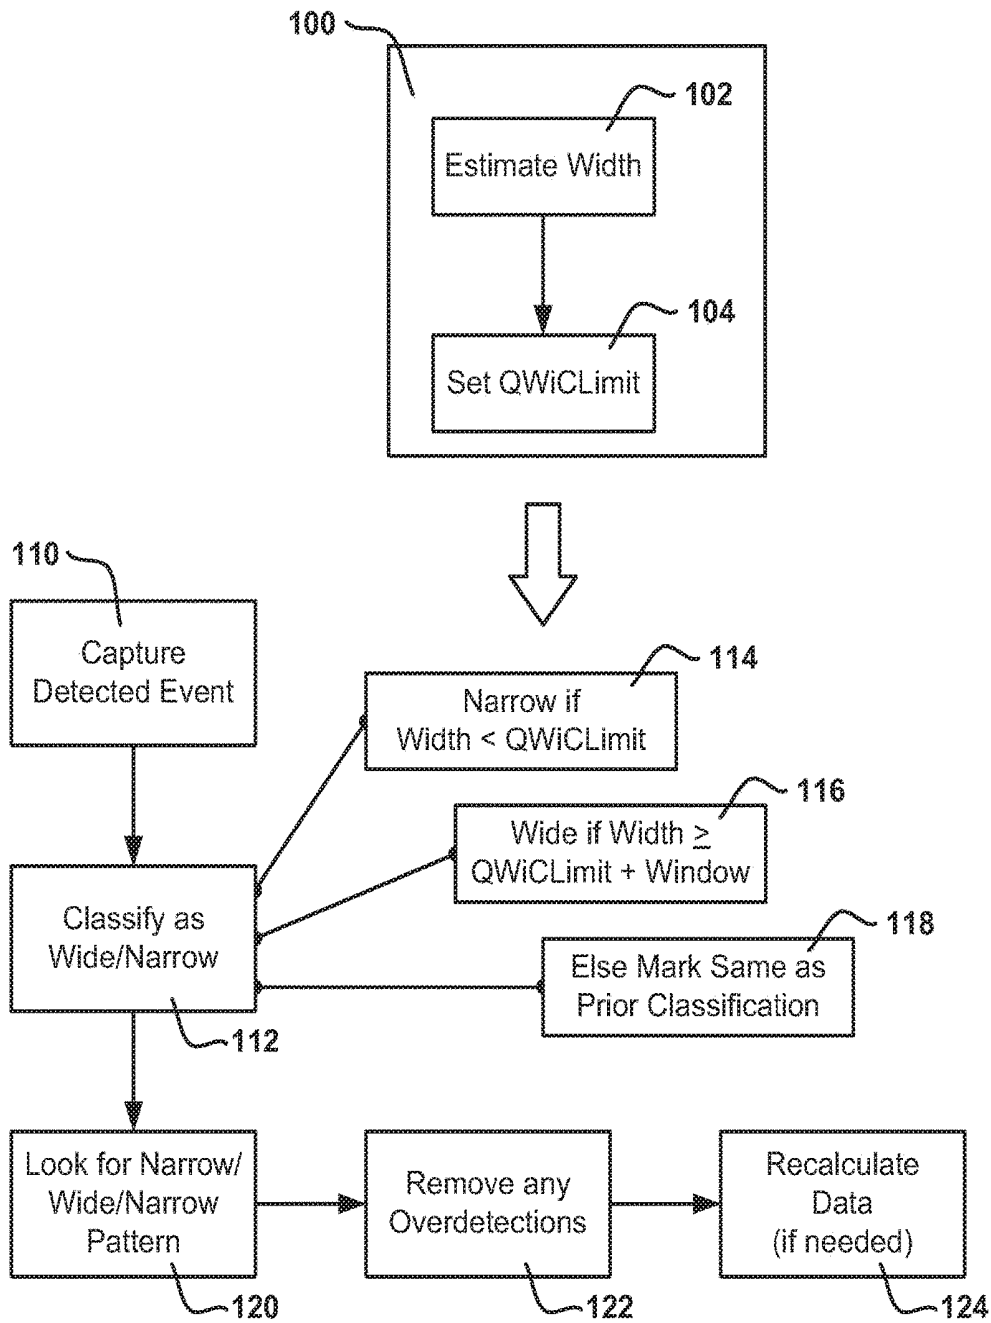 100
102
Estimate Width
104
Set QWiCLimit
110
Capture
Detected Event
114
Narrow if
Width < QWiCLimit
116
Wide if Width ≥
QWiCLimit + Window
118
Else Mark Same as
Prior Classification
Classify as
Wide/Narrow
112
Look for Narrow/
Wide/Narrow
Pattern
120
Remove any
Overdetections
122
Recalculate
Data
(if needed)
124